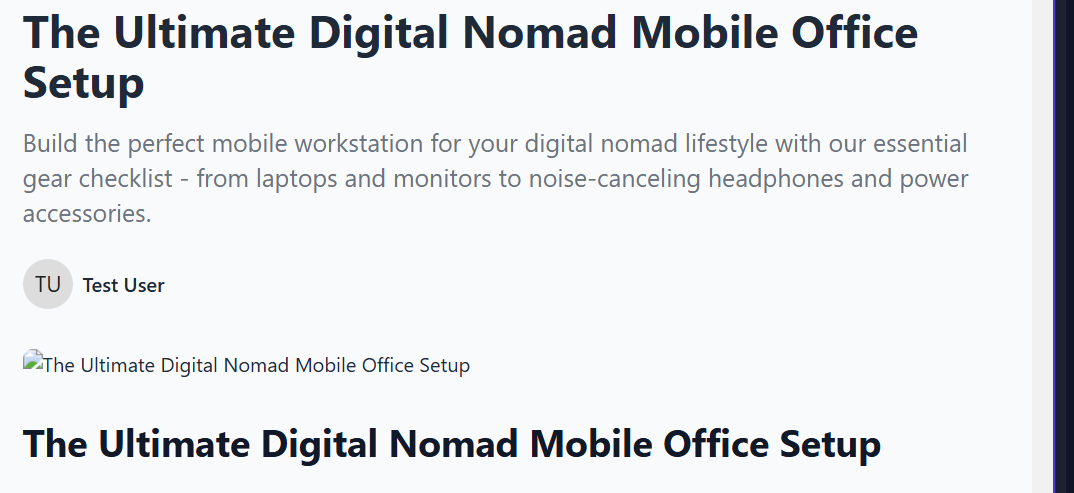 The Ultimate Digital Nomad Mobile Office
Setup
Build the perfect mobile workstation for your digital nomad lifestyle with our essential
gear checklist - from laptops and monitors to noise-canceling headphones and power
accessories.
TU Test User
The Ultimate Digital Nomad Mobile Office Setup
The Ultimate Digital Nomad Mobile Office Setup